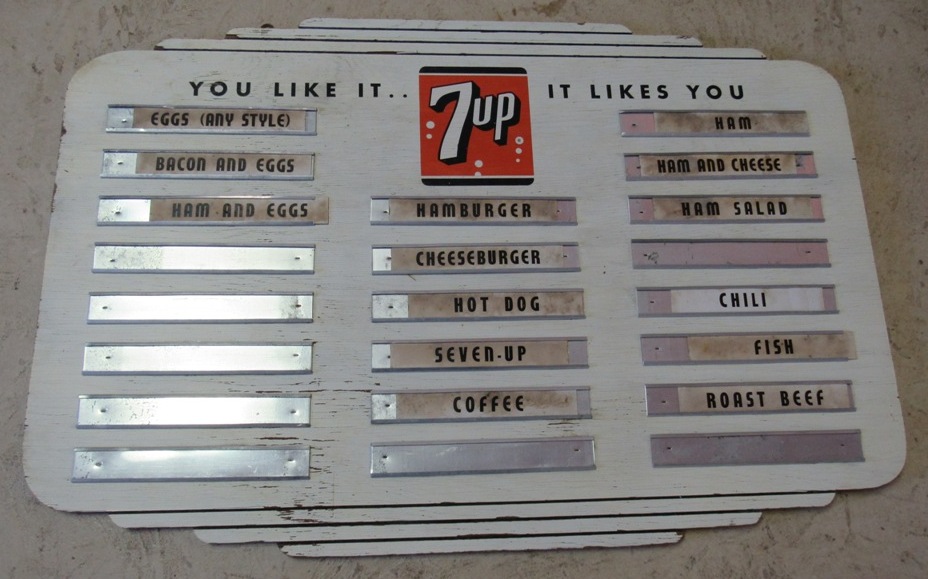 YOU LIKE IT.. 7up IT LIKES YOU
EGGS (ANY STYLE)
BACON AND EGGS
HAM AND EGGS
HAMBURGER
CHEESEBURGER
HOT DOG
SEVEN-UP
COFFEE
HAM
HAM AND CHEESE
HAM SALAD
CHILI
FISH
ROAST BEEF